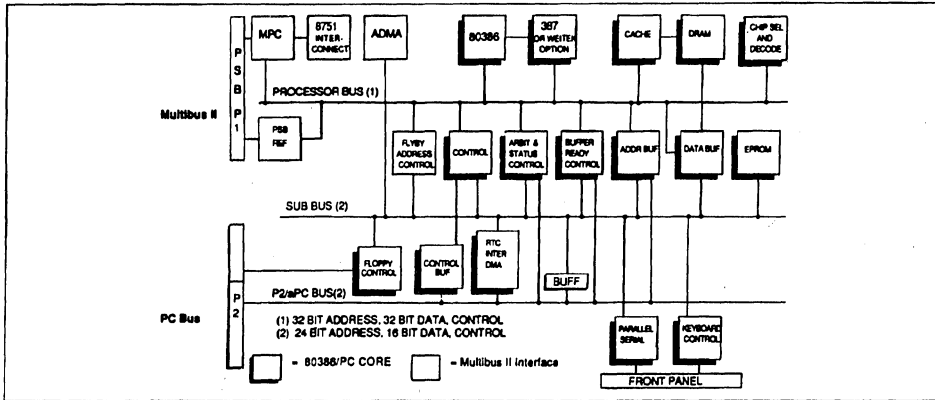 P
S
B
P
1
MPC
8751
INTER-
CONNECT
ADMA
80386
387
OR WEITEK
OPTION
CACHE
DRAM
CHIP SEL
AND
DECODE
PROCESSOR BUS (1)
Multibus II
PSB
REF
FLYBY
ADDRESS
CONTROL
CONTROL
ARBIT &
STATUS
CONTROL
BUFFER
READY
CONTROL
ADDR BUF
DATA BUF
EPROM
SUB BUS (2)
FLOPPY
CONTROL
CONTROL
BUF
RTC
INTER
DMA
BUFF
P2/aPC BUS(2)
P
2
PC Bus
(1) 32 BIT ADDRESS, 32 BIT DATA, CONTROL
(2) 24 BIT ADDRESS, 16 BIT DATA, CONTROL
PARALLEL
SERIAL
KEYBOARD
CONTROL
= 80386/PC CORE
= Multibus II Interface
FRONT PANEL